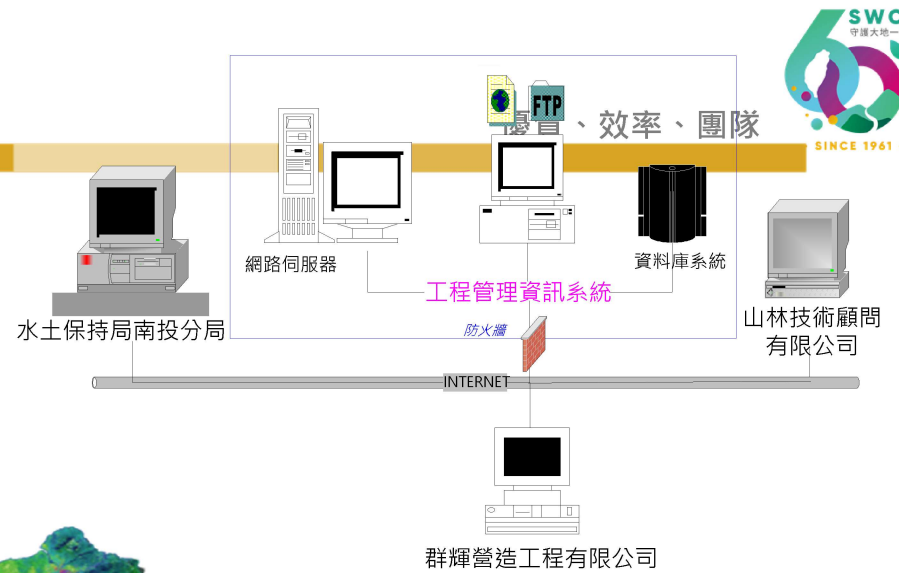 SWC
守護大地一
SINCE 1961
FTP
優質、效率、團隊
網路伺服器
資料庫系統
工程管理資訊系統
水土保持局南投分局
防火牆
山林技術顧問
有限公司
INTERNET
群輝營造工程有限公司